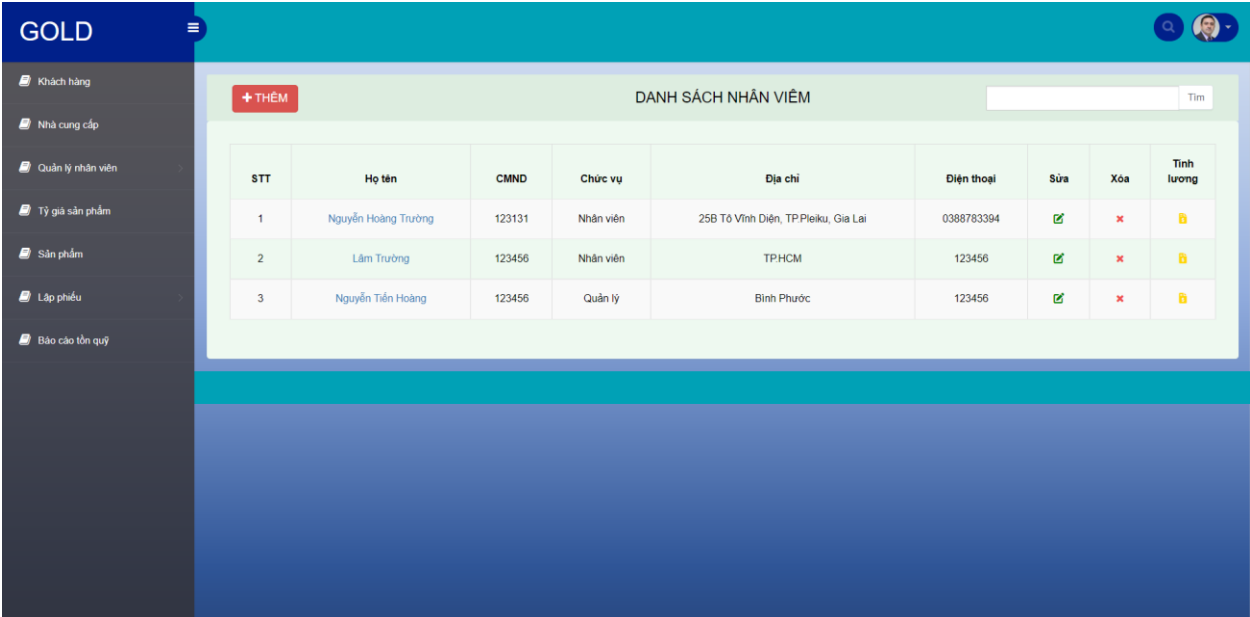 GOLD
Khách hàng
Nhà cung cấp
Quản lý nhân viên
Tỷ giá sản phẩm
Sản phẩm
Lập phiếu
Báo cáo tồn quỹ
THÊM
DANH SÁCH NHÂN VIÊM
Tìm
STT Họ tên CMND Chức vụ Địa chỉ Điện thoại Sửa Xóa Tính lương
1 Nguyễn Hoàng Trường 123131 Nhân viên 25B Tô Vĩnh Diện, TP.Pleiku, Gia Lai 0388783394
2 Lâm Trường 123456 Nhân viên TP.HCM 123456
3 Nguyễn Tiến Hoàng 123456 Quản lý Bình Phước 123456